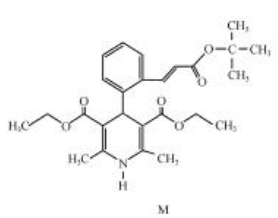 CH₃
O CH₃
O CH₃
O O
H₃C O O CH₃
H₃C N CH₃
H
M